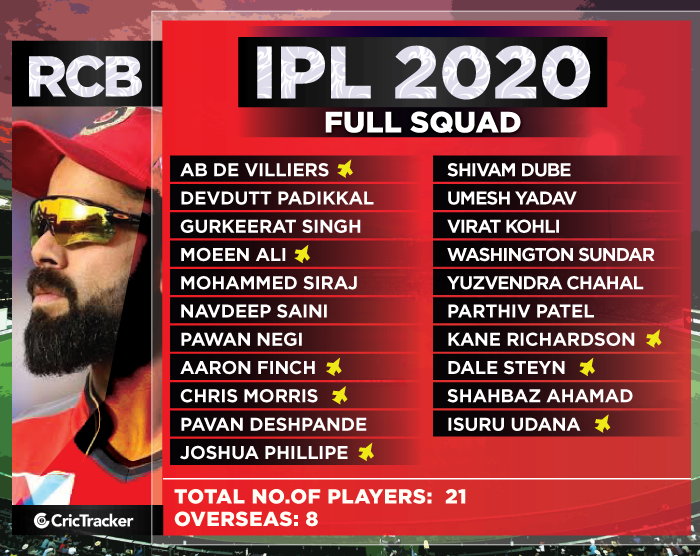 RCB
IPL 2020
FULL SQUAD
AB DE VILLIERS
DEVDUTT PADIKKAL
GURKEERAT SINGH
MOEEN ALI
MOHAMMED SIRAJ
NAVDEEP SAINI
PAWAN NEGI
AARON FINCH
CHRIS MORRIS
PAVAN DESHPANDE
JOSHUA PHILLIPE
SHIVAM DUBE
UMESH YADAV
VIRAT KOHLI
WASHINGTON SUNDAR
YUZVENDRA CHAHAL
PARTHIV PATEL
KANE RICHARDSON
DALE STEYN
SHAHBAZ AHAMAD
ISURU UDANA
TOTAL NO.OF PLAYERS: 21
OVERSEAS: 8
CricTracker